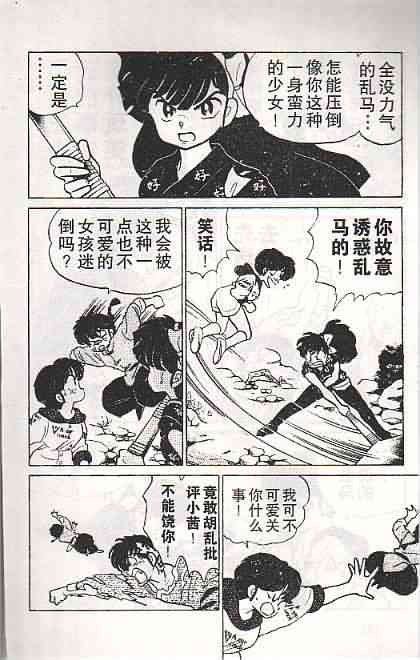 全没力气
的乱马…
怎能压倒
像你这种
一身蛮力
的少女！
一定是
……
好
好
好
你故意
诱惑乱
马的！
笑话！
我会被
这种一
点也不
可爱的
女孩迷
倒吗？
我可不
可爱关
你什么
事！
竟敢胡乱批
评小茜！
不能饶你！